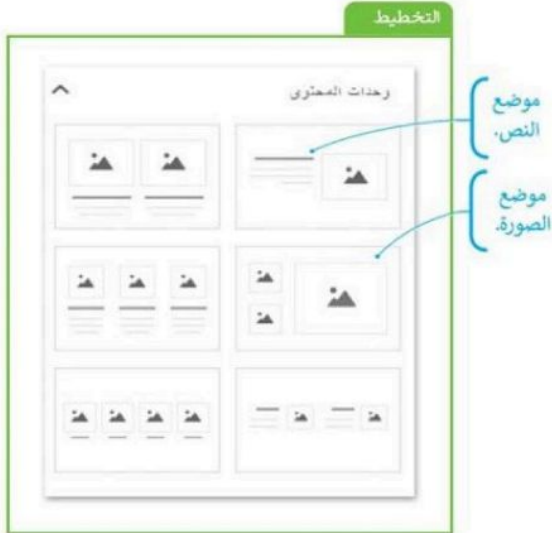 التخطيط
وحدات المحتوى
موضع
النص.
موضع
الصورة.